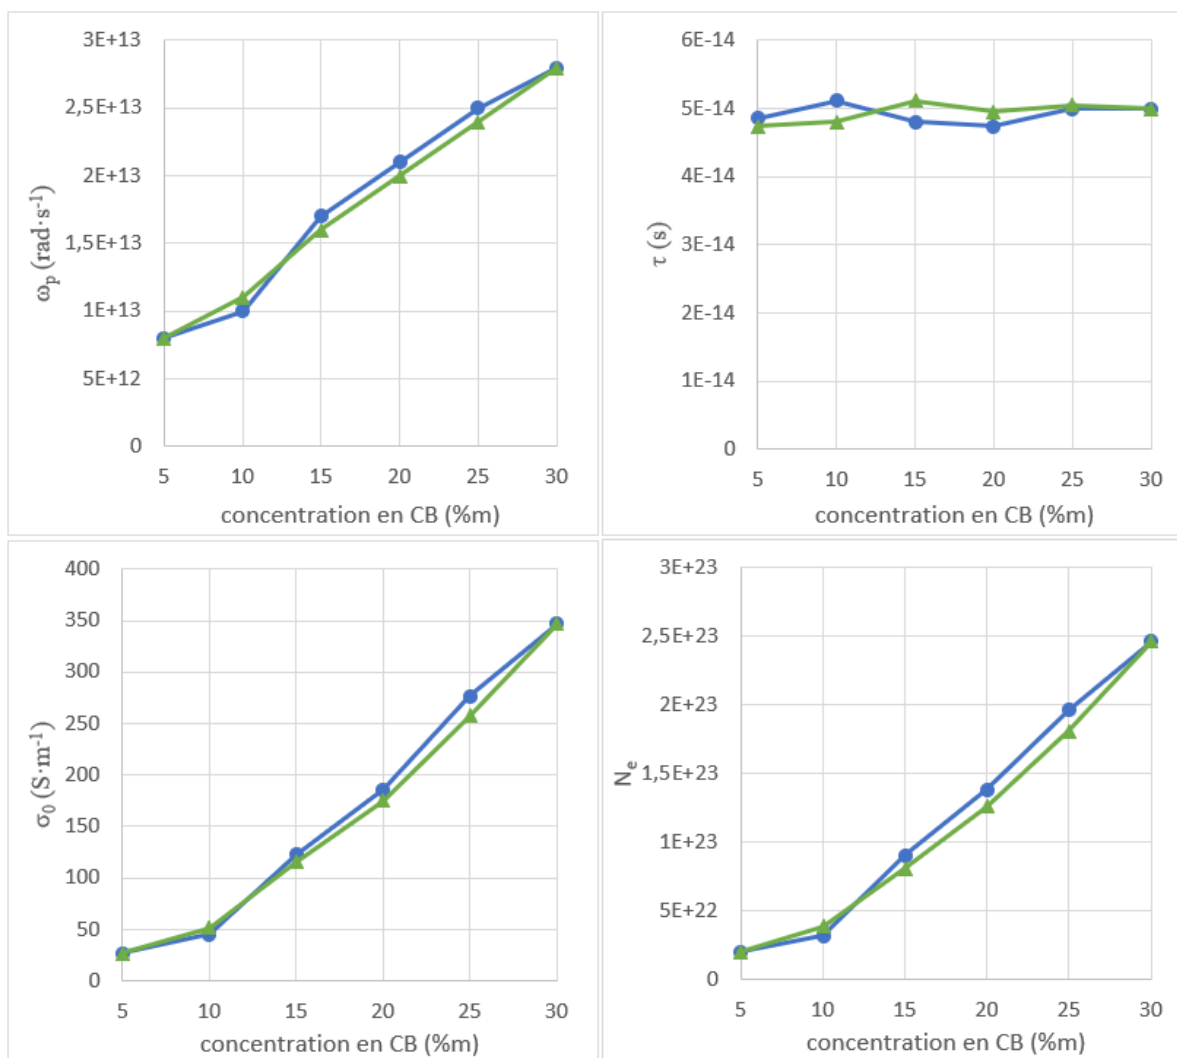 3E+13
2,5E+13
2E+13
1,5E+13
1E+13
5E+12
0
ωp (rad·s-1)
5 10 15 20 25 30
concentration en CB (%m)
6E-14
5E-14
4E-14
3E-14
2E-14
1E-14
0
τ (s)
5 10 15 20 25 30
concentration en CB (%m)
400
350
300
250
200
150
100
50
0
σ0 (S·m-1)
5 10 15 20 25 30
concentration en CB (%m)
3E+23
2,5E+23
2E+23
1,5E+23
1E+23
5E+22
0
Ne
5 10 15 20 25 30
concentration en CB (%m)